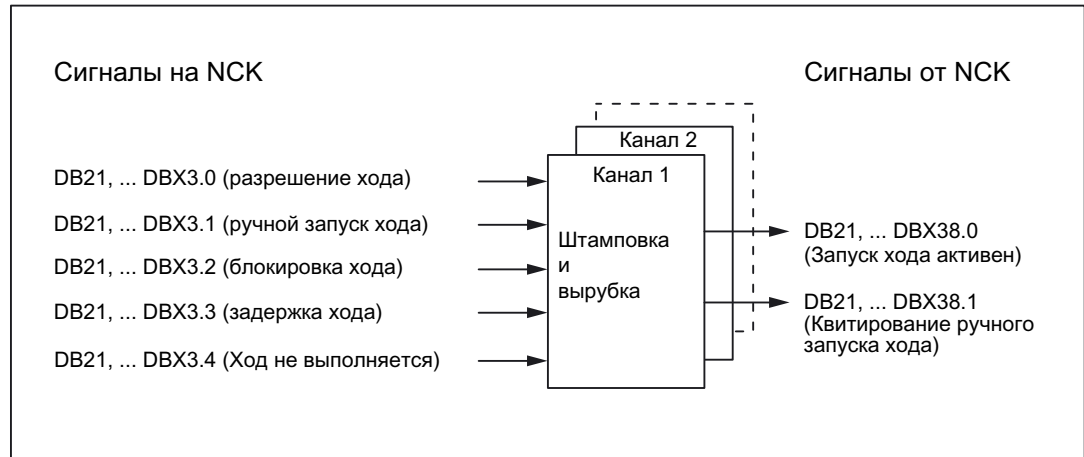 Сигналы на NCK
Сигналы от NCK
Канал 2
Канал 1
DB21, ... DBX3.0 (разрешение хода)
DB21, ... DBX3.1 (ручной запуск хода)
DB21, ... DBX3.2 (блокировка хода)
DB21, ... DBX3.3 (задержка хода)
DB21, ... DBX3.4 (Ход не выполняется)
Штамповка
и
вырубка
DB21, ... DBX38.0
(Запуск хода активен)
DB21, ... DBX38.1
(Квитирование ручного
запуска хода)